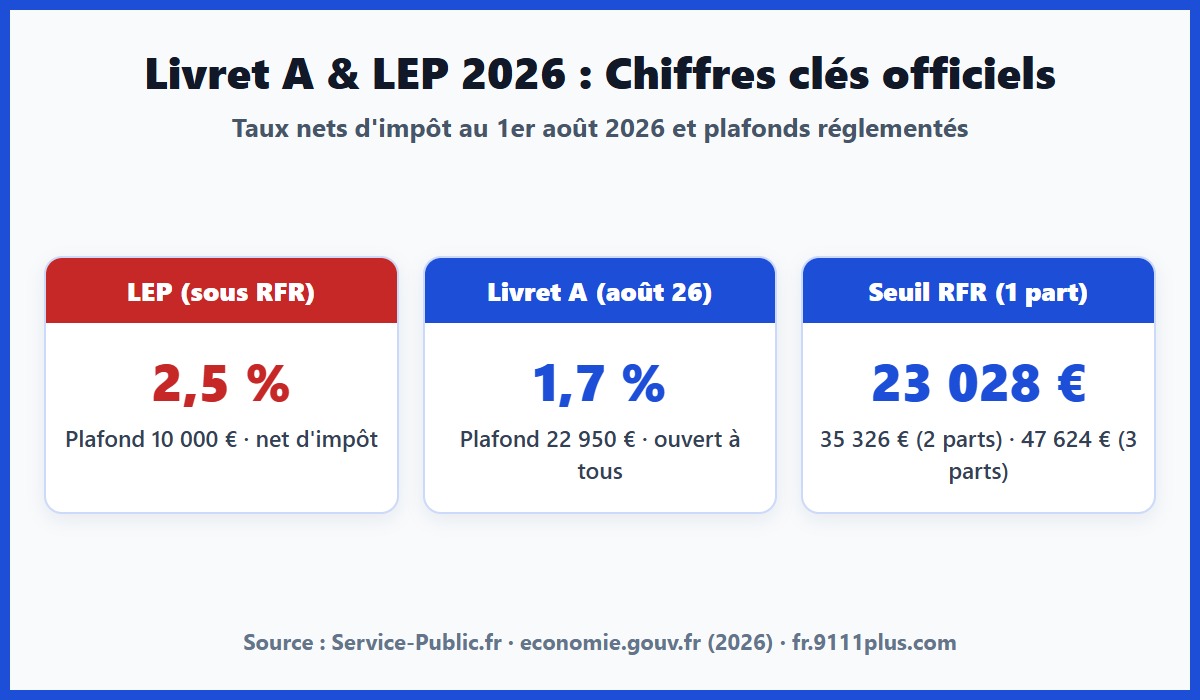 Livret A & LEP 2026 : Chiffres clés officiels
Taux nets d'impôt au 1er août 2026 et plafonds réglementés
LEP (sous RFR)
2,5 %
Plafond 10 000 € · net d'impôt
Livret A (août 26)
1,7 %
Plafond 22 950 € · ouvert à
tous
Seuil RFR (1 part)
23 028 €
35 326 € (2 parts) · 47 624 € (3
parts)
Source : Service-Public.fr · economie.gouv.fr (2026) · fr.9111plus.com